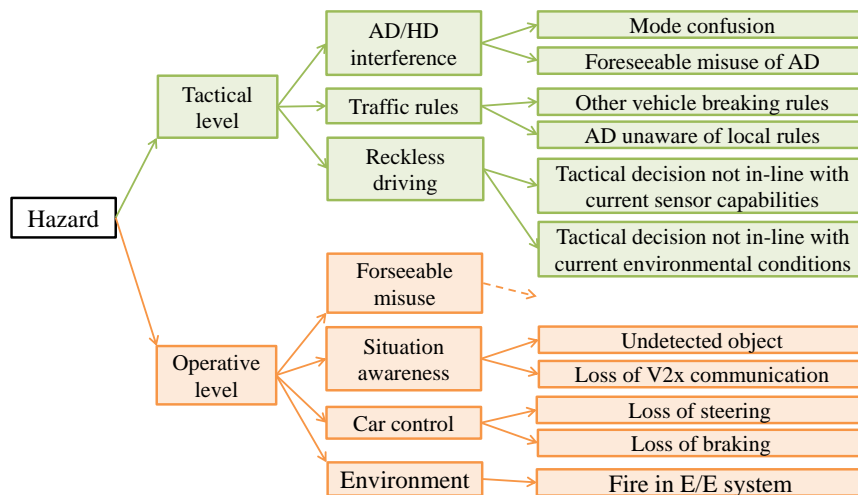 Hazard
Tactical
level
AD/HD
interference
Mode confusion
Foreseeable misuse of AD
Traffic rules
Other vehicle breaking rules
AD unaware of local rules
Reckless
driving
Tactical decision not in-line with
current sensor capabilities
Tactical decision not in-line with
current environmental conditions
Operative
level
Forseeable
misuse
Situation
awareness
Undetected object
Loss of V2x communication
Car control
Loss of steering
Loss of braking
Environment
Fire in E/E system